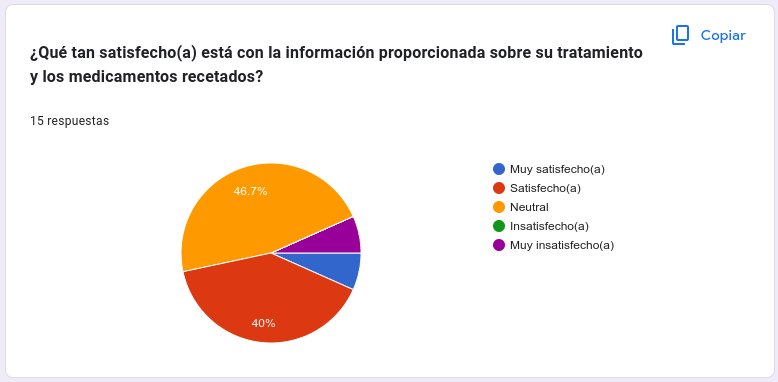 Copiar
¿Qué tan satisfecho(a) está con la información proporcionada sobre su tratamiento
y los medicamentos recetados?
15 respuestas
46.7%
40%
Muy satisfecho(a)
Satisfecho(a)
Neutral
Insatisfecho(a)
Muy insatisfecho(a)